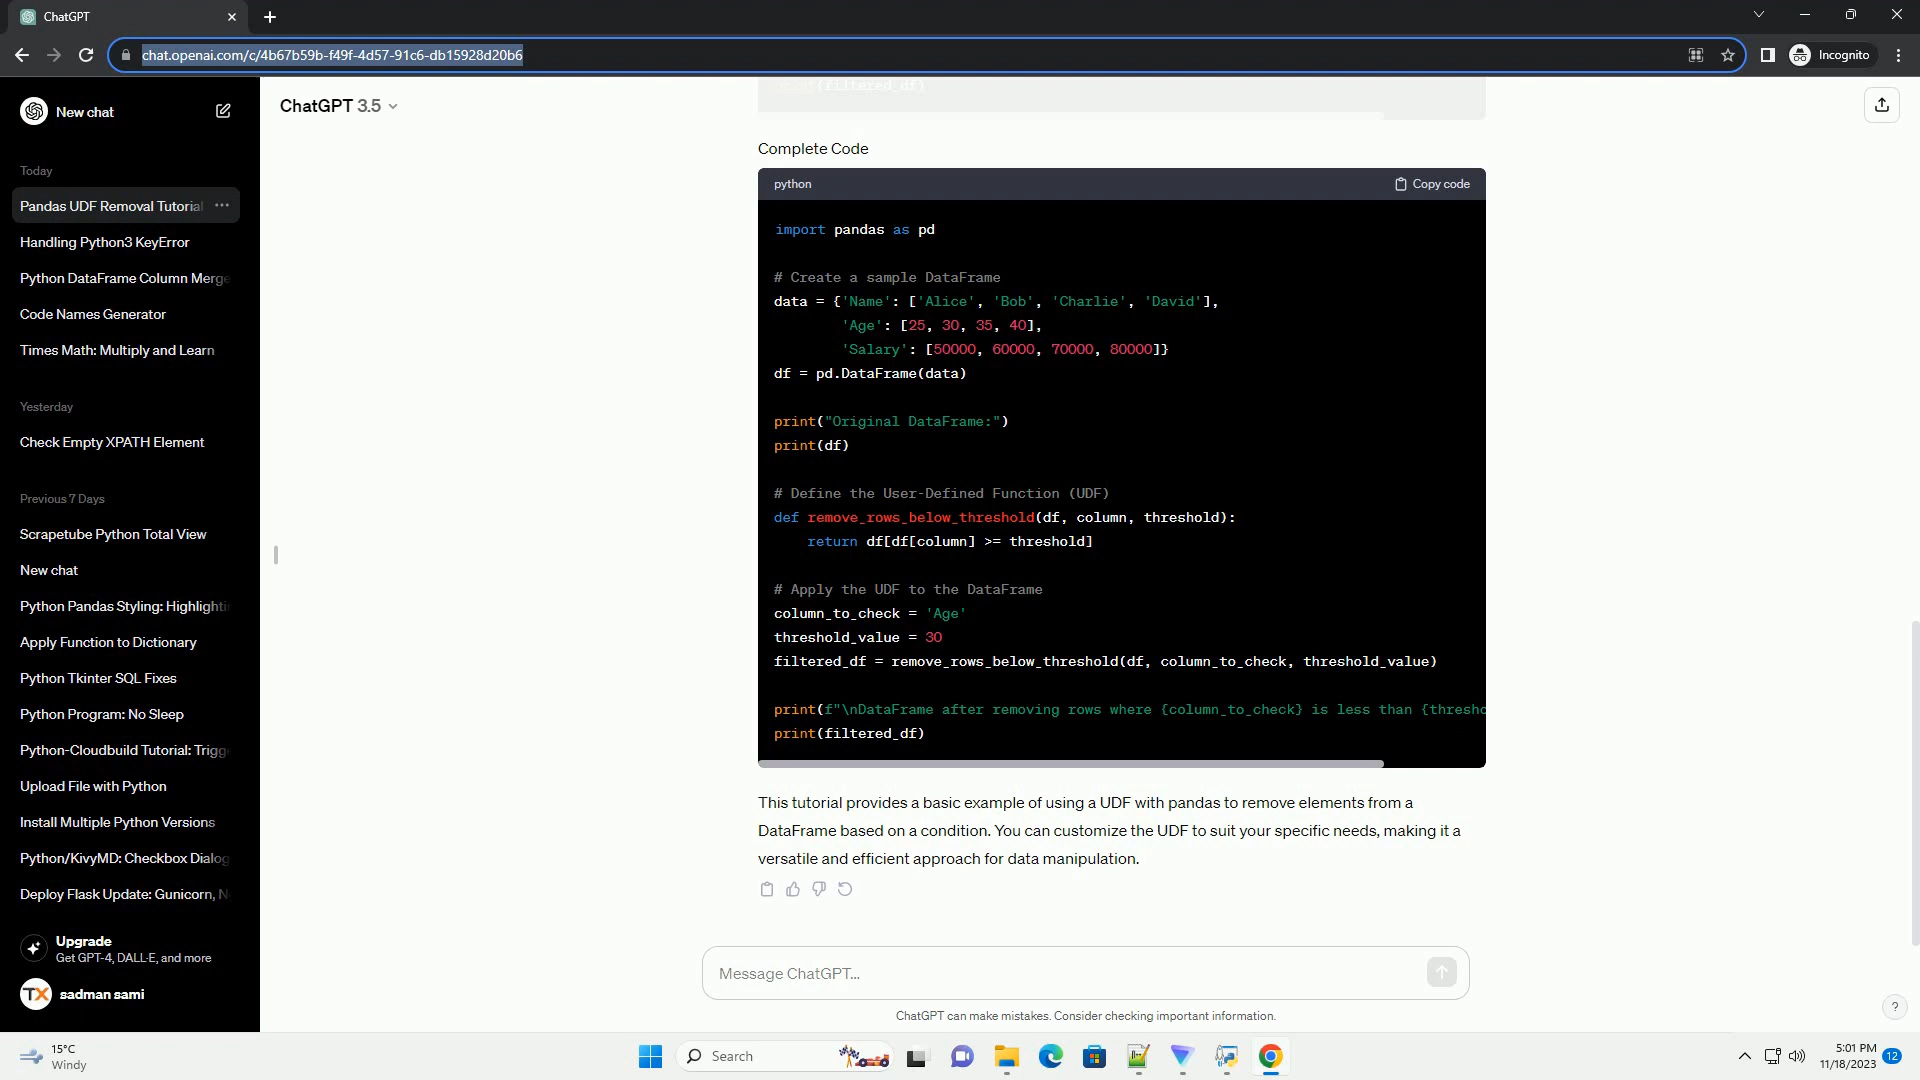 ChatGPT
chat.openai.com/c/4b67b59b-f49f-4d57-91c6-db15928d20b6
Incognito
New chat
Today
Pandas UDF Removal Tutorial
Handling Python3 KeyError
Python DataFrame Column Merge
Code Names Generator
Times Math: Multiply and Learn
Yesterday
Check Empty XPATH Element
Previous 7 Days
Scrapetube Python Total View
New chat
Python Pandas Styling: Highlighti
Apply Function to Dictionary
Python Tkinter SQL Fixes
Python Program: No Sleep
Python-Cloudbuild Tutorial: Trigge
Upload File with Python
Install Multiple Python Versions
Python/KivyMD: Checkbox Dialog
Deploy Flask Update: Gunicorn, N
Upgrade
Get GPT-4, DALL·E, and more
TX sadman sami
ChatGPT 3.5
print(filtered_df)
Complete Code
python
Copy code
import pandas as pd
# Create a sample DataFrame
data = {'Name': ['Alice', 'Bob', 'Charlie', 'David'],
'Age': [25, 30, 35, 40],
'Salary': [50000, 60000, 70000, 80000]}
df = pd.DataFrame(data)
print("Original DataFrame:")
print(df)
# Define the User-Defined Function (UDF)
def remove_rows_below_threshold(df, column, threshold):
return df[df[column] >= threshold]
# Apply the UDF to the DataFrame
column_to_check = 'Age'
threshold_value = 30
filtered_df = remove_rows_below_threshold(df, column_to_check, threshold_value)
print(f"\nDataFrame after removing rows where {column_to_check} is less than {thresho
print(filtered_df)
This tutorial provides a basic example of using a UDF with pandas to remove elements from a
DataFrame based on a condition. You can customize the UDF to suit your specific needs, making it a
versatile and efficient approach for data manipulation.
Message ChatGPT...
ChatGPT can make mistakes. Consider checking important information.
?
15°C
Windy
Search
5:01 PM
11/18/2023
12